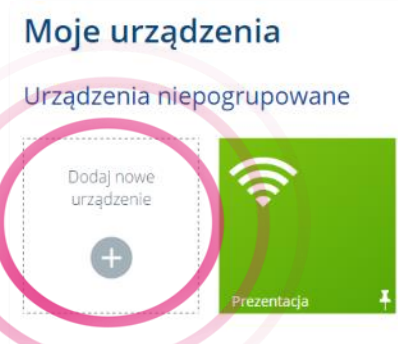 Moje urządzenia
Urządzenia niepogrupowane
Dodaj nowe
urządzenie
Prezentacja